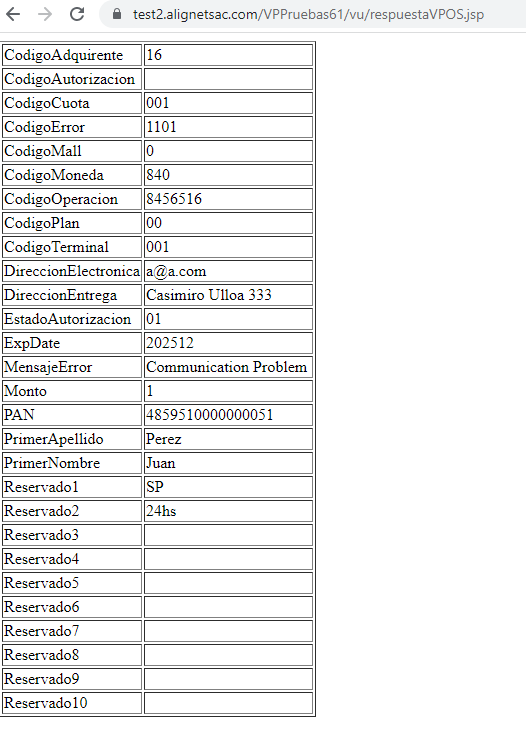 test2.alignetsac.com/VPPruebas61/vu/respuestaVPOS.jsp
CodigoAdquirente 16
CodigoAutorizacion
CodigoCuota 001
CodigoError 1101
CodigoMall 0
CodigoMoneda 840
CodigoOperacion 8456516
CodigoPlan 00
CodigoTerminal 001
DireccionElectronica a@a.com
DireccionEntrega Casimiro Ulloa 333
EstadoAutorizacion 01
ExpDate 202512
MensajeError Communication Problem
Monto 1
PAN 4859510000000051
PrimerApellido Perez
PrimerNombre Juan
Reservado1 SP
Reservado2 24hs
Reservado3
Reservado4
Reservado5
Reservado6
Reservado7
Reservado8
Reservado9
Reservado10